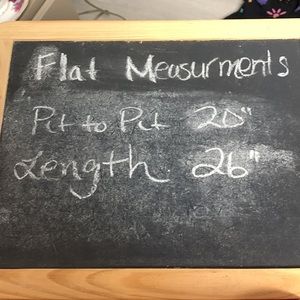 Flat Measurments
Pit to Pit 20"
Length 26"